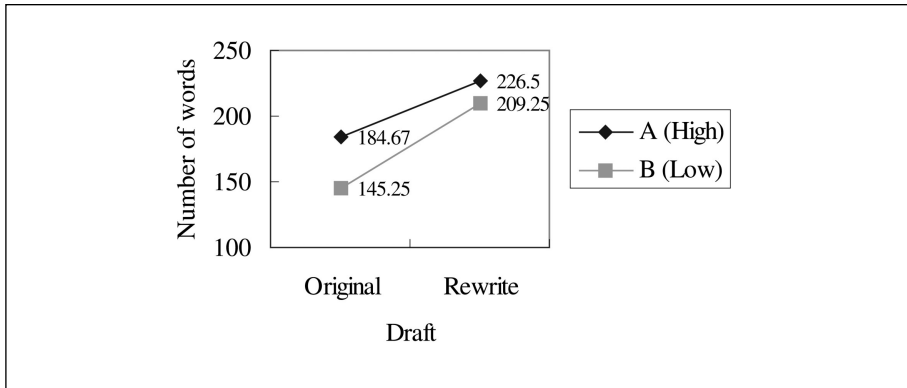 250
200
150
100
Number of words
226.5
209.25
184.67
145.25
A (High)
B (Low)
Original Rewrite
Draft